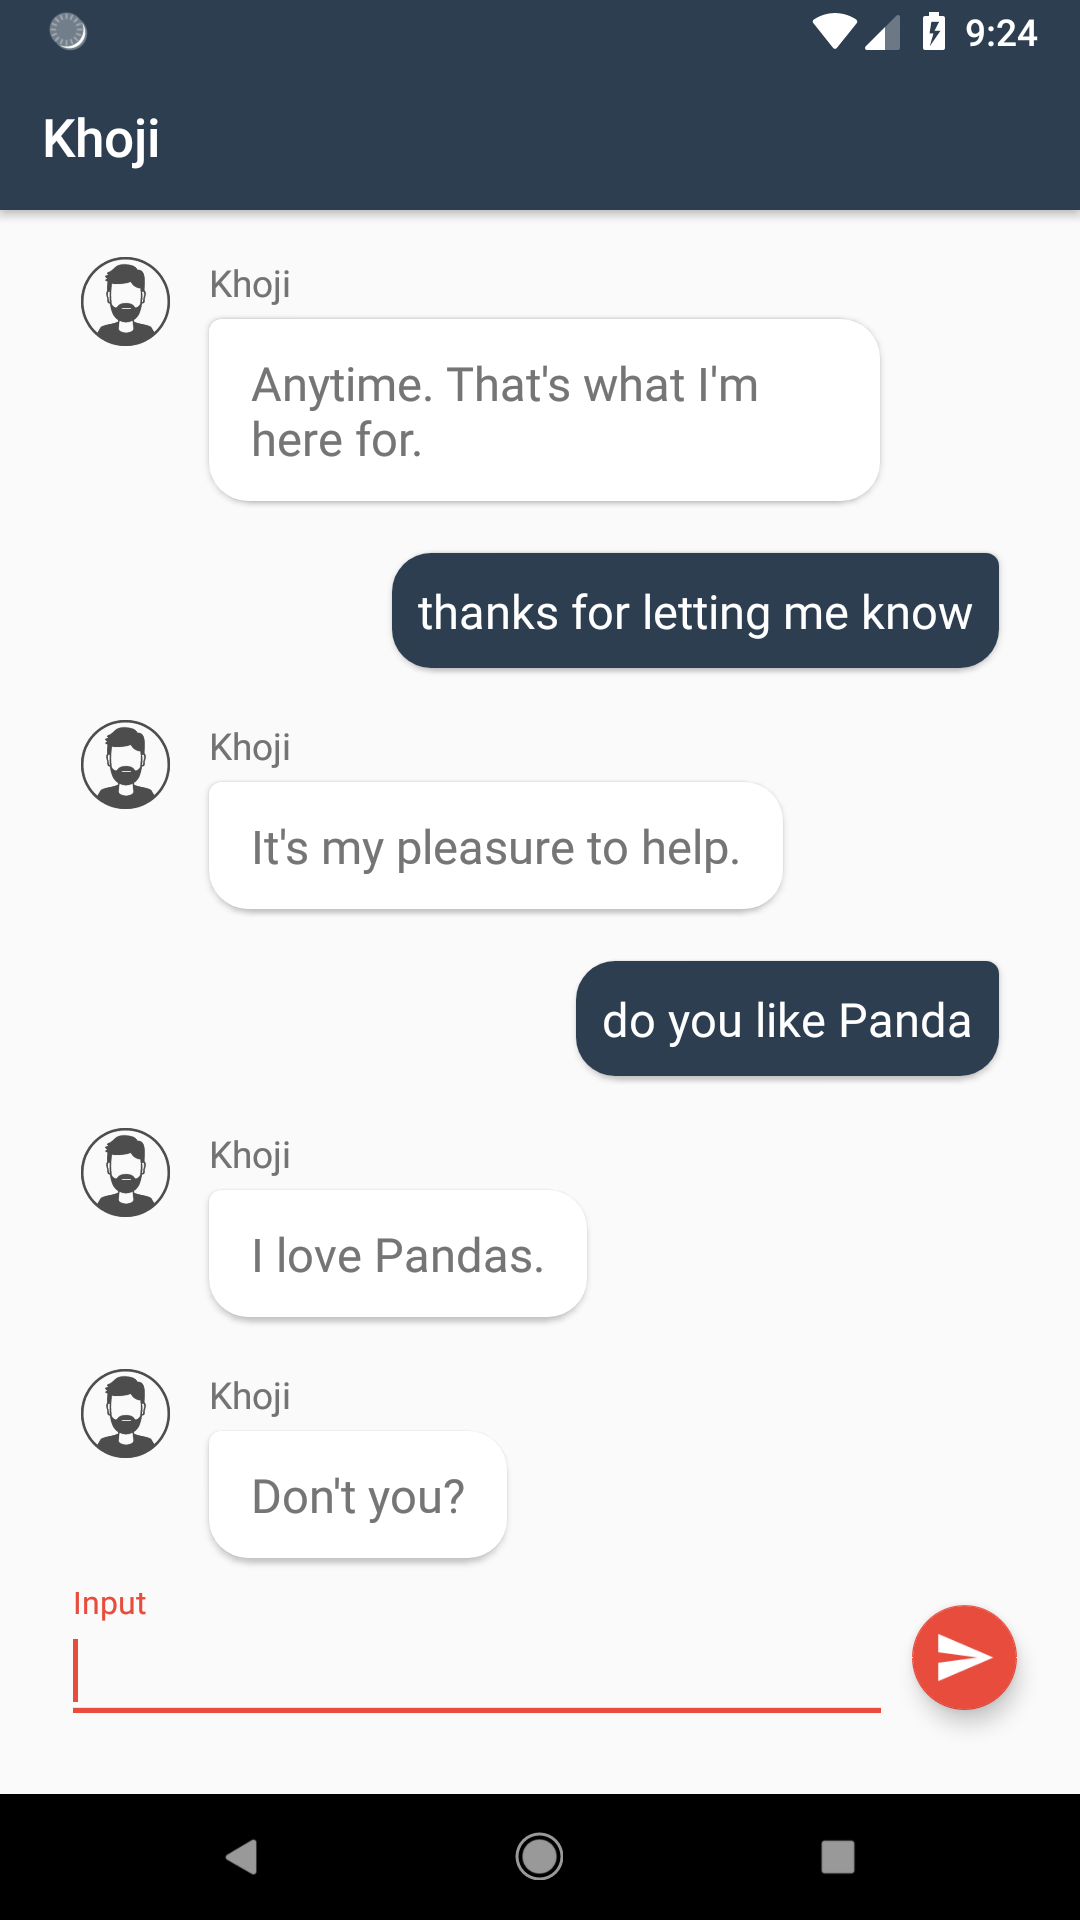 9:24
Khoji
Khoji
Anytime. That's what I'm
here for.
thanks for letting me know
Khoji
It's my pleasure to help.
do you like Panda
Khoji
I love Pandas.
Khoji
Don't you?
Input